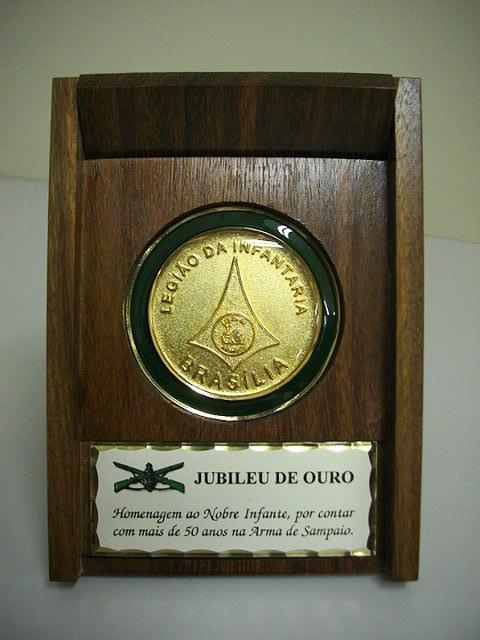 LEGIÃO DA INFANTARIA
BRASÍLIA
JUBILEU DE OURO
Homenagem ao Nobre Infante, por contar
com mais de 50 anos na Arma de Sampaio.